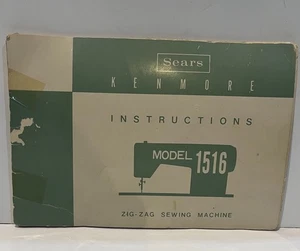 Sears
KENMORE
INSTRUCTIONS
MODEL 1516
ZIG-ZAG SEWING MACHINE